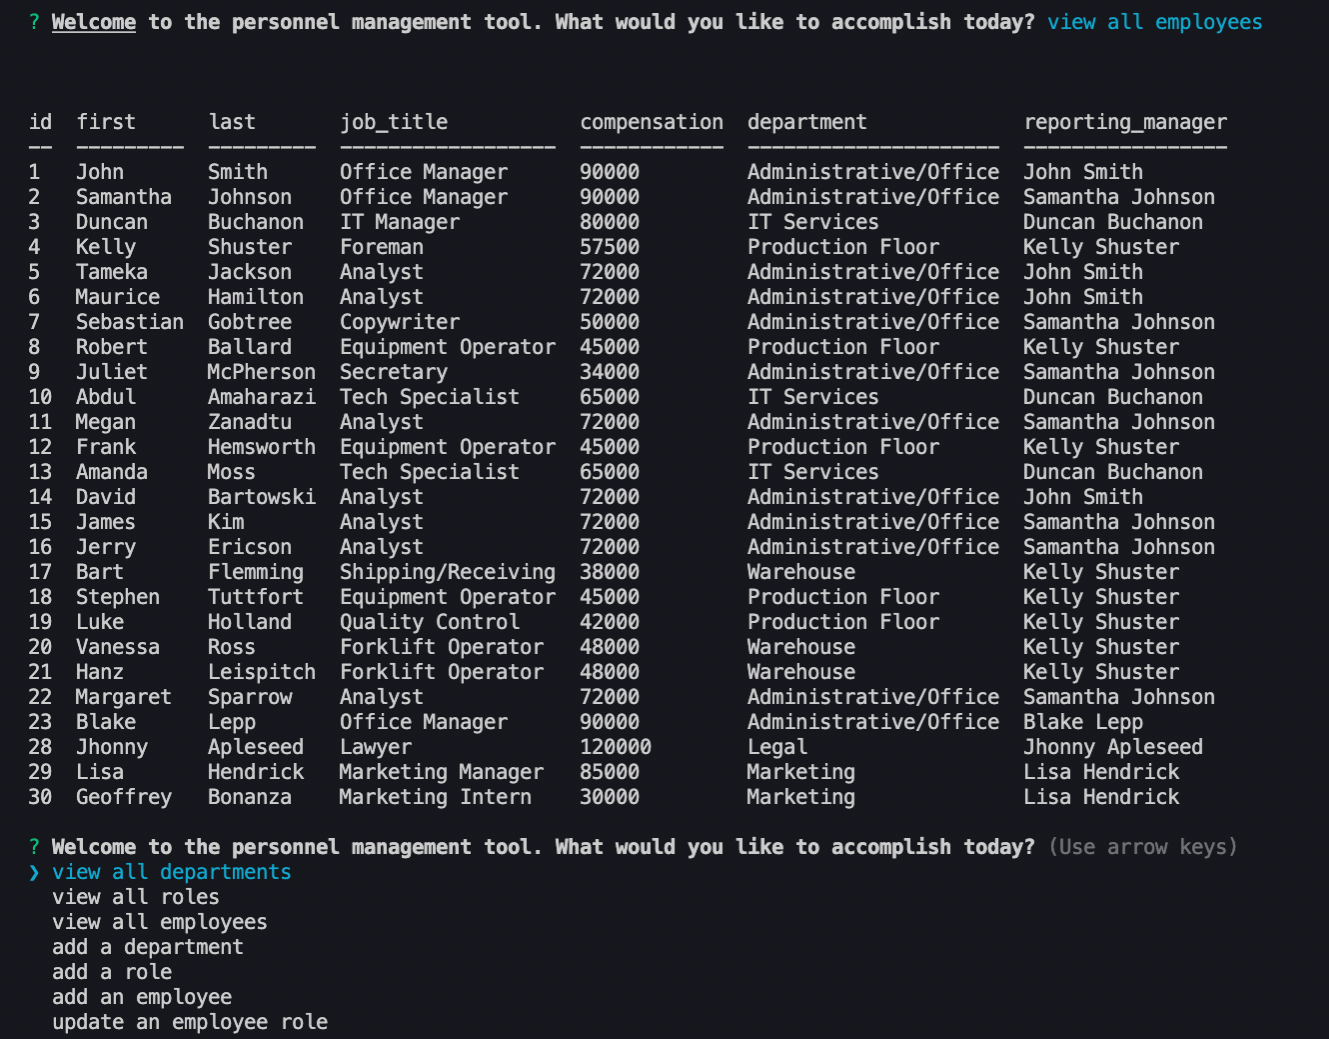 ? Welcome to the personnel management tool. What would you like to accomplish today? view all employees
id  first      last       job_title           compensation  department             reporting_manager
--  ---------  ---------  ------------------  ------------  ---------------------  -----------------
1   John       Smith      Office Manager      90000         Administrative/Office  John Smith
2   Samantha   Johnson    Office Manager      90000         Administrative/Office  Samantha Johnson
3   Duncan     Buchanon   IT Manager          80000         IT Services            Duncan Buchanon
4   Kelly      Shuster    Foreman             57500         Production Floor       Kelly Shuster
5   Tameka     Jackson    Analyst             72000         Administrative/Office  John Smith
6   Maurice    Hamilton   Analyst             72000         Administrative/Office  John Smith
7   Sebastian  Gobtree    Copywriter          50000         Administrative/Office  Samantha Johnson
8   Robert     Ballard    Equipment Operator  45000         Production Floor       Kelly Shuster
9   Juliet     McPherson  Secretary           34000         Administrative/Office  Samantha Johnson
10  Abdul      Amaharazi  Tech Specialist     65000         IT Services            Duncan Buchanon
11  Megan      Zanadtu    Analyst             72000         Administrative/Office  Samantha Johnson
12  Frank      Hemsworth  Equipment Operator  45000         Production Floor       Kelly Shuster
13  Amanda     Moss       Tech Specialist     65000         IT Services            Duncan Buchanon
14  David      Bartowski  Analyst             72000         Administrative/Office  John Smith
15  James      Kim        Analyst             72000         Administrative/Office  Samantha Johnson
16  Jerry      Ericson    Analyst             72000         Administrative/Office  Samantha Johnson
17  Bart       Flemming   Shipping/Receiving  38000         Warehouse              Kelly Shuster
18  Stephen    Tuttfort   Equipment Operator  45000         Production Floor       Kelly Shuster
19  Luke       Holland    Quality Control     42000         Production Floor       Kelly Shuster
20  Vanessa    Ross       Forklift Operator   48000         Warehouse              Kelly Shuster
21  Hanz       Leispitch  Forklift Operator   48000         Warehouse              Kelly Shuster
22  Margaret   Sparrow    Analyst             72000         Administrative/Office  Samantha Johnson
23  Blake      Lepp       Office Manager      90000         Administrative/Office  Blake Lepp
28  Jhonny     Apleseed   Lawyer              120000        Legal                  Jhonny Apleseed
29  Lisa       Hendrick   Marketing Manager   85000         Marketing              Lisa Hendrick
30  Geoffrey   Bonanza    Marketing Intern    30000         Marketing              Lisa Hendrick
? Welcome to the personnel management tool. What would you like to accomplish today? (Use arrow keys)
❯ view all departments
view all roles
view all employees
add a department
add a role
add an employee
update an employee role